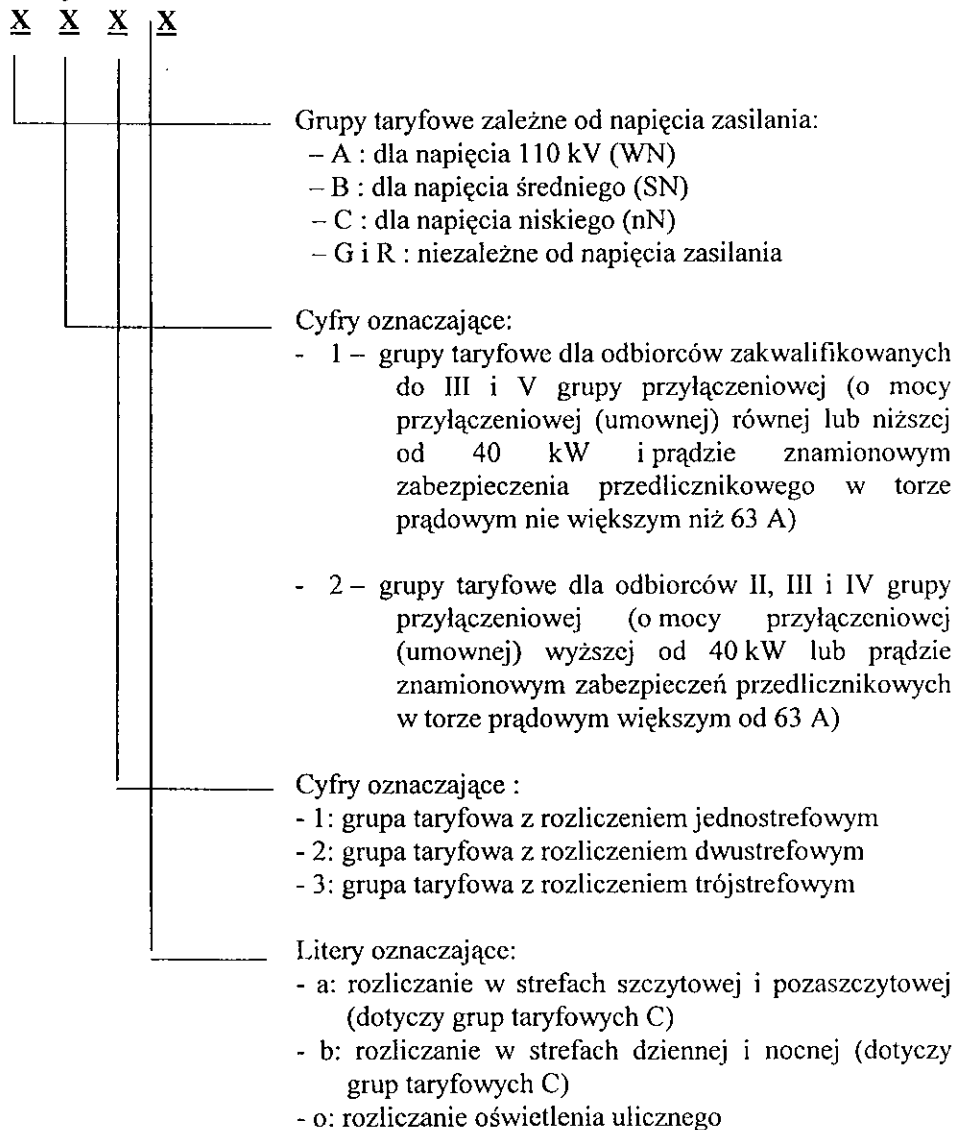 X X X X
Grupy taryfowe zależne od napięcia zasilania:
– A : dla napięcia 110 kV (WN)
– B : dla napięcia średniego (SN)
– C : dla napięcia niskiego (nN)
– G i R : niezależne od napięcia zasilania
Cyfry oznaczające:
- 1 – grupy taryfowe dla odbiorców zakwalifikowanych
do III i V grupy przyłączeniowej (o mocy
przyłączeniowej (umownej) równej lub niższej
od 40 kW i prądzie znamionowym
zabezpieczenia przedlicznikowego w torze
prądowym nie większym niż 63 A)
- 2 – grupy taryfowe dla odbiorców II, III i IV grupy
przyłączeniowej (o mocy przyłączeniowej
(umownej) wyższej od 40 kW lub prądzie
znamionowym zabezpieczeń przedlicznikowych
w torze prądowym większym od 63 A)
Cyfry oznaczające :
- 1: grupa taryfowa z rozliczeniem jednostrefowym
- 2: grupa taryfowa z rozliczeniem dwustrefowym
- 3: grupa taryfowa z rozliczeniem trójstrefowym
Litery oznaczające:
- a: rozliczanie w strefach szczytowej i pozaszczytowej
(dotyczy grup taryfowych C)
- b: rozliczanie w strefach dziennej i nocnej (dotyczy
grup taryfowych C)
- o: rozliczanie oświetlenia ulicznego